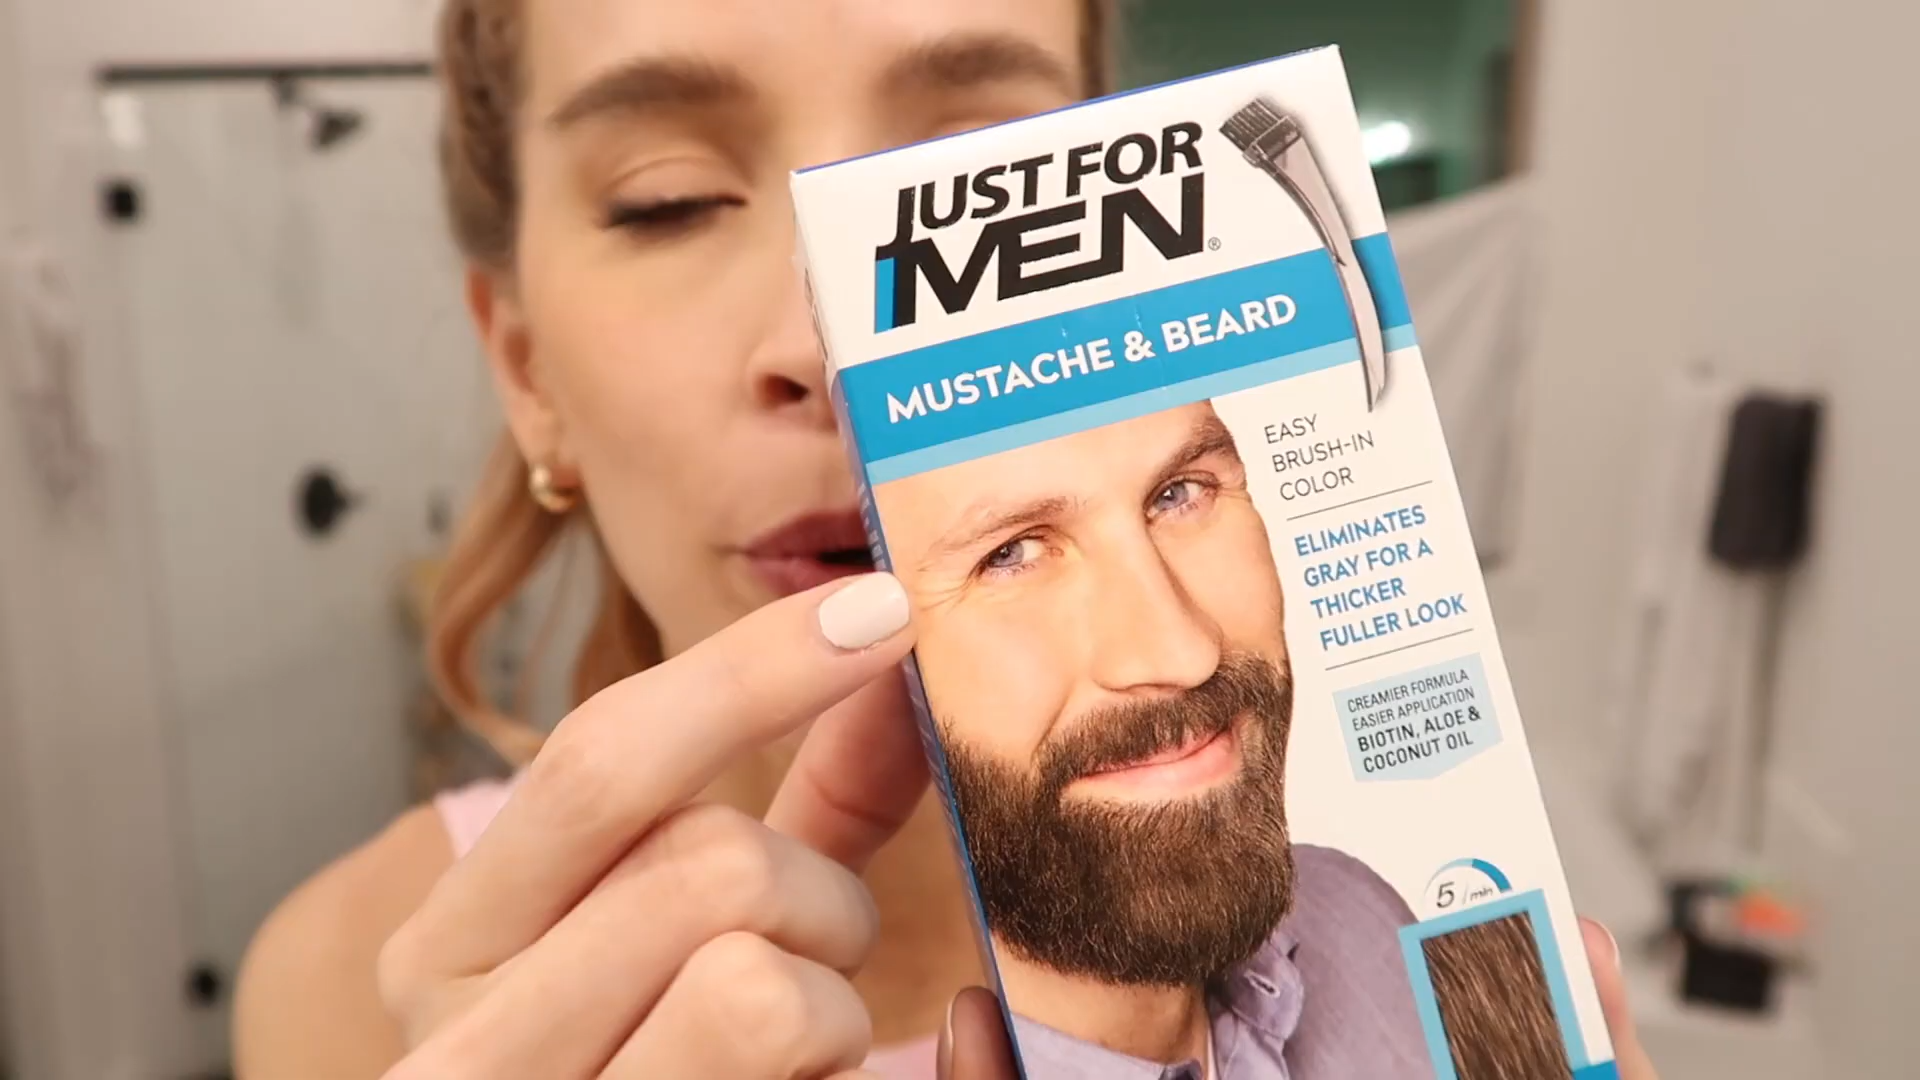 JUST FOR
MEN®
MUSTACHE & BEARD
EASY
BRUSH-IN
COLOR
ELIMINATES
GRAY FOR A
THICKER
FULLER LOOK
CREAMIER FORMULA
EASIER APPLICATION
BIOTIN, ALOE &
COCONUT OIL
5 min